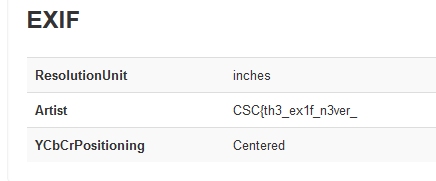 EXIF
ResolutionUnit inches
Artist CSC{th3_ex1f_n3ver_
YCbCrPositioning Centered